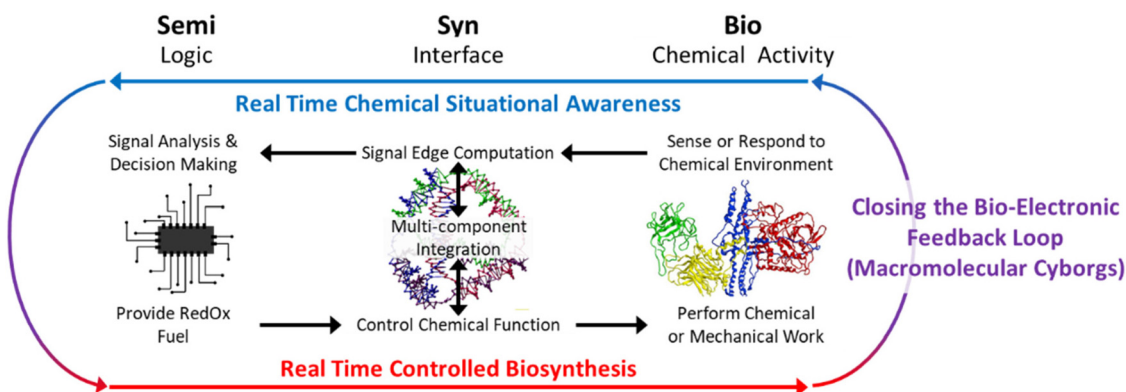 Semi
Logic
Syn
Interface
Bio
Chemical Activity
Real Time Chemical Situational Awareness
Signal Analysis &
Decision Making
Signal Edge Computation
Sense or Respond to
Chemical Environment
Multi-component
Integration
Closing the Bio-Electronic
Feedback Loop
(Macromolecular Cyborgs)
Provide RedOx
Fuel
Control Chemical Function
Perform Chemical
or Mechanical Work
Real Time Controlled Biosynthesis